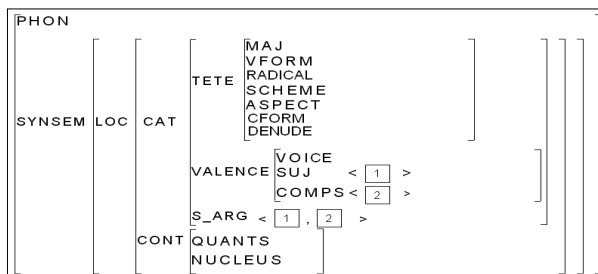 PHON
MAJ
VFORM
TETE RADICAL
SCHEME
ASPECT
CFORM
DENUDE
SYNSEM LOC CAT
VOICE
VALENCE SUJ < 1 >
COMPS < 2 >
S_ARG < 1 , 2 >
CONT QUANTS
NUCLEUS